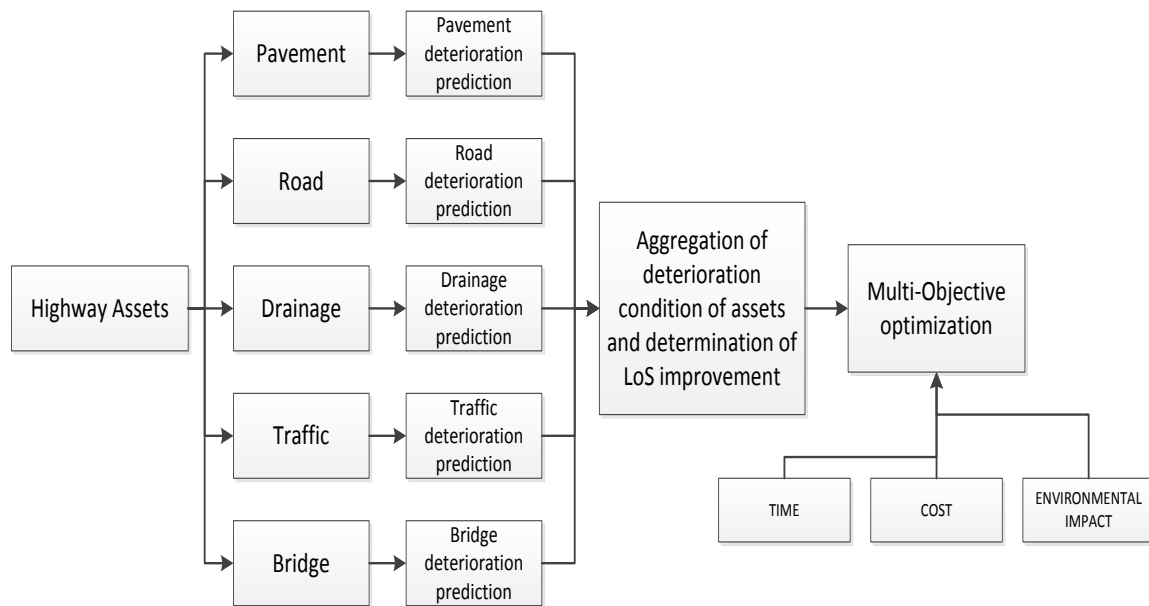 Highway Assets
Pavement
Pavement
deterioration
prediction
Road
Road
deterioration
prediction
Drainage
Drainage
deterioration
prediction
Traffic
Traffic
deterioration
prediction
Bridge
Bridge
deterioration
prediction
Aggregation of
deterioration
condition of assets
and determination of
LoS improvement
Multi-Objective
optimization
TIME
COST
ENVIRONMENTAL
IMPACT